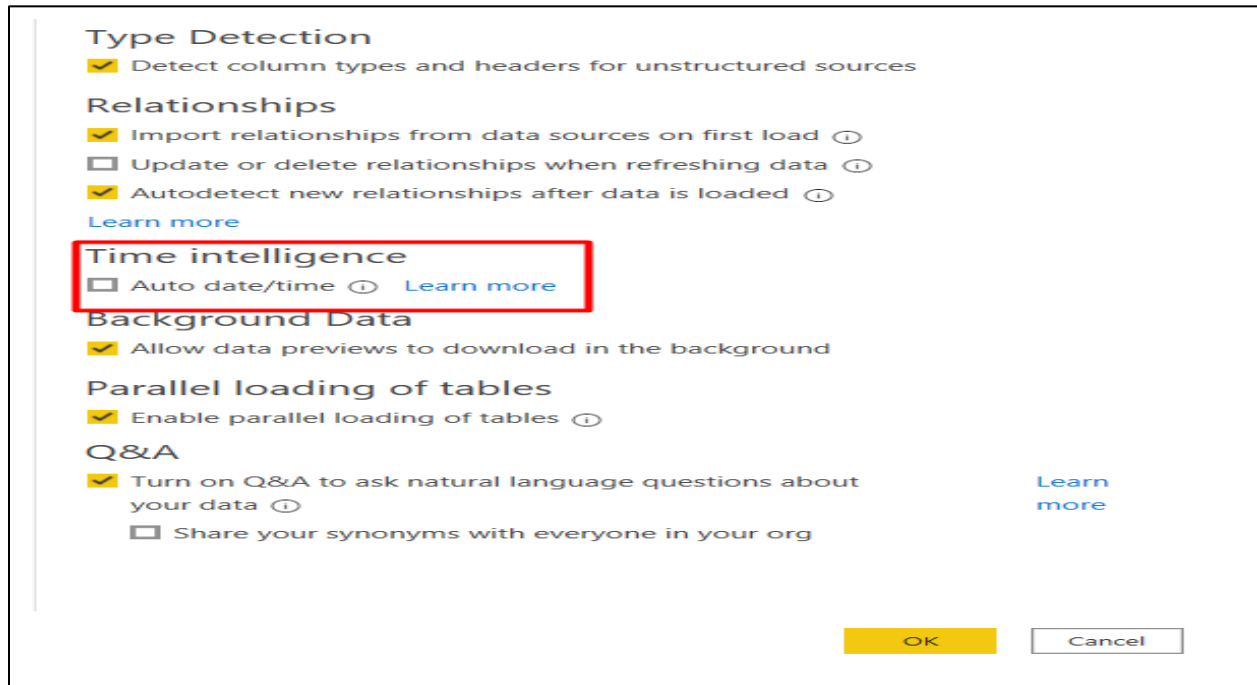 Type Detection
Detect column types and headers for unstructured sources
Relationships
Import relationships from data sources on first load
Update or delete relationships when refreshing data
Autodetect new relationships after data is loaded
Learn more
Time intelligence
Auto date/time Learn more
Background Data
Allow data previews to download in the background
Parallel loading of tables
Enable parallel loading of tables
Q&A
Turn on Q&A to ask natural language questions about Learn
your data more
Share your synonyms with everyone in your org
OK Cancel